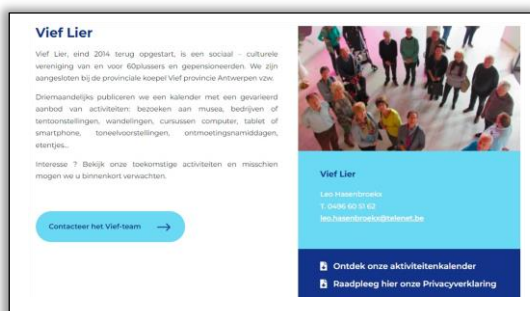 Vief Lier
Vief Lier, eind 2014 terug opgestart, is een sociaal - culturele
vereniging van en voor 60plussers en gepensioneerden. We zijn
aangesloten bij de provinciale koepel Vief provincie Antwerpen vzw.
Driemaandelijks publiceren we een kalender met een gevarieerd
aanbod van activiteiten: bezoeken aan musea, bedrijven of
tentoonstellingen, wandelingen, cursussen computer, tablet of
smartphone, toneelvoorstellingen, ontmoetingsnamiddagen,
etentjes...
Interesse ? Bekijk onze toekomstige activiteiten en misschien
mogen we u binnenkort verwachten.
Contacteer het Vief-team
Vief Lier
Leo Hasenbroekx
T. 0496 60 51 62
leo.hasenbroekx@telenet.be
Ontdek onze aktiviteitenkalender
Raadpleeg hier onze Privacyverklaring